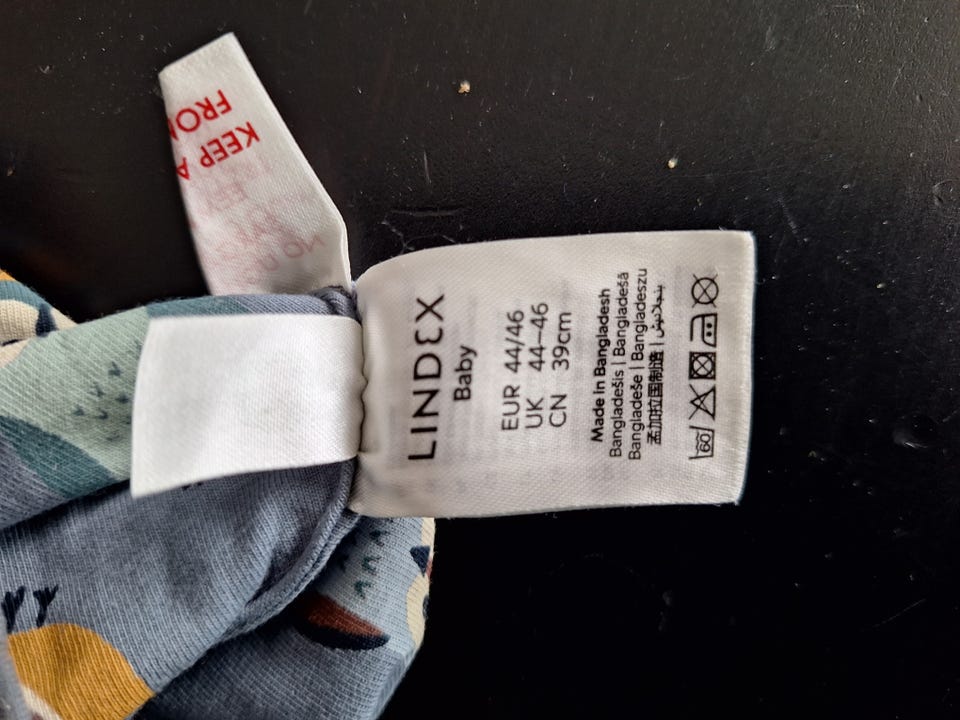 LINDEX
Baby
EUR 44/46
UK 44–46
CN 39cm
Made in Bangladesh
Bangladešis | Bangladešā
Bangladeše | Bangladeszu
孟加拉国制造 | بنجلاديش
60
KEEP
FROM